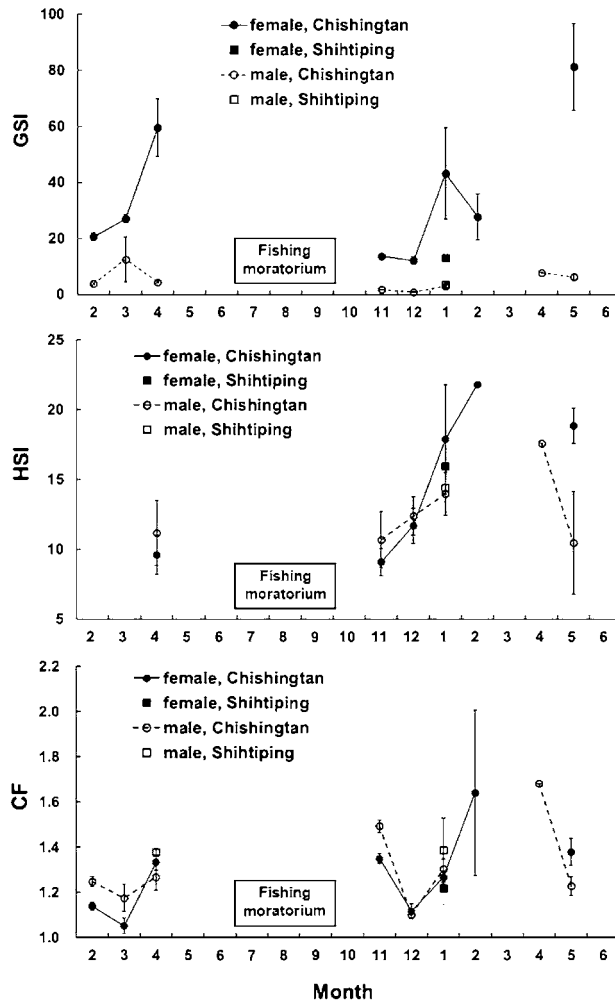 100
80
60
40
20
0
GSI
female, Chishingtan
female, Shihtiping
male, Chishingtan
male, Shihtiping
Fishing
moratorium
2 3 4 5 6 7 8 9 10 11 12 1 2 3 4 5 6
25
20
15
10
5
HSI
female, Chishingtan
female, Shihtiping
male, Chishingtan
male, Shihtiping
Fishing
moratorium
2 3 4 5 6 7 8 9 10 11 12 1 2 3 4 5 6
2.2
2.0
1.8
1.6
1.4
1.2
1.0
CF
female, Chishingtan
female, Shihtiping
male, Chishingtan
male, Shihtiping
Fishing
moratorium
2 3 4 5 6 7 8 9 10 11 12 1 2 3 4 5 6
Month